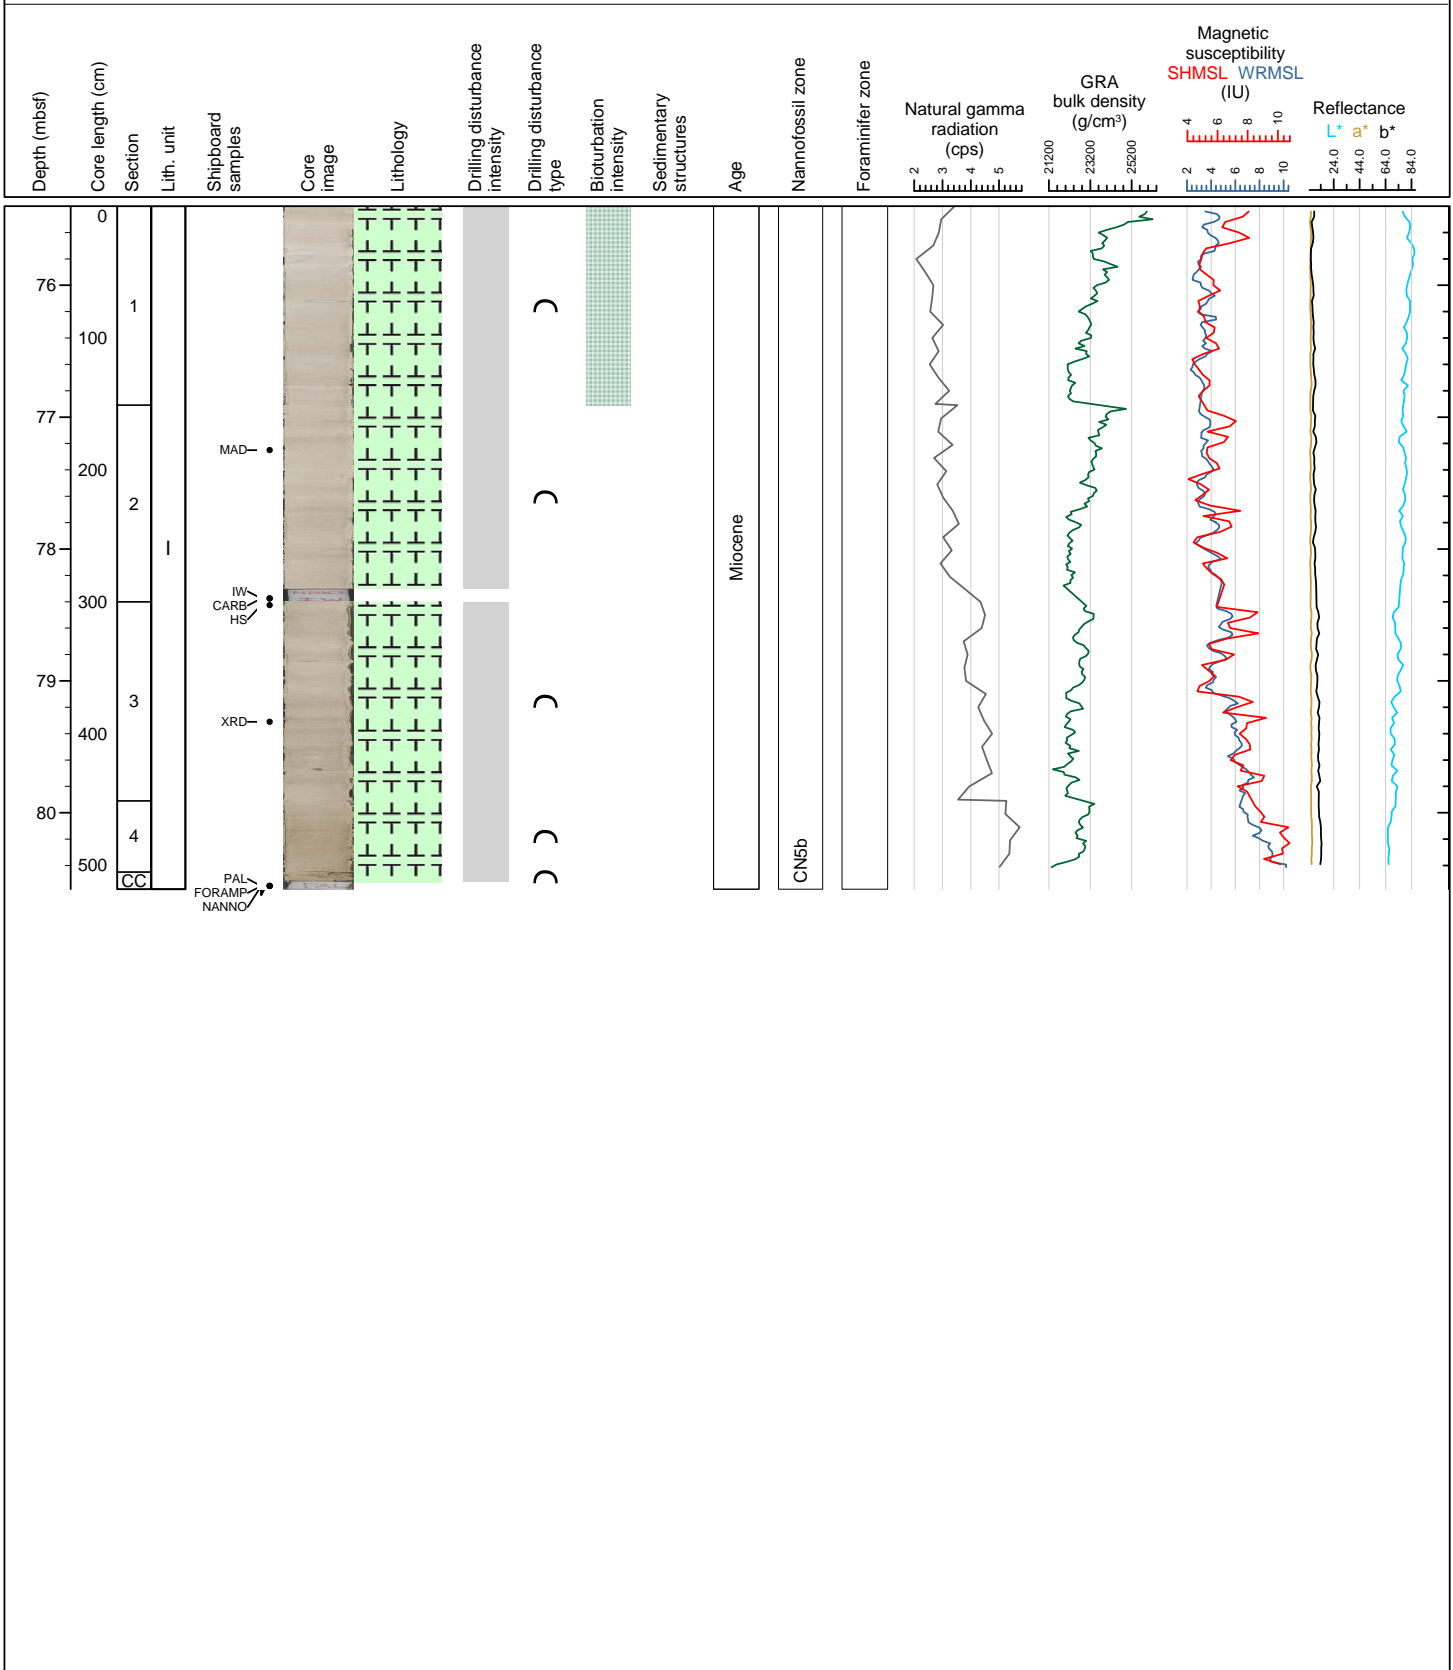 Depth (mbsf)
Core length (cm)
Section
Lith. unit
Shipboard
samples
Core
image
Lithology
Drilling disturbance
intensity
Drilling disturbance
type
Bioturbation
intensity
Sedimentary
structures
Age
Nannofossil zone
Foraminifer zone
Natural gamma
radiation
(cps)
2 3 4 5
GRA
bulk density
(g/cm³)
21200 23200 25200
Magnetic
susceptibility
SHMSL WRMSL
(IU)
4 6 8 10
2 4 6 8 10
Reflectance
L* a* b*
24.0 44.0 64.0 84.0
0
76
1
100
77
MAD
200
2
78
I
Miocene
IW
300
CARB
HS
79
3
XRD
400
80
4
500
CC
PAL
FORAMP
NANNO
CN5b